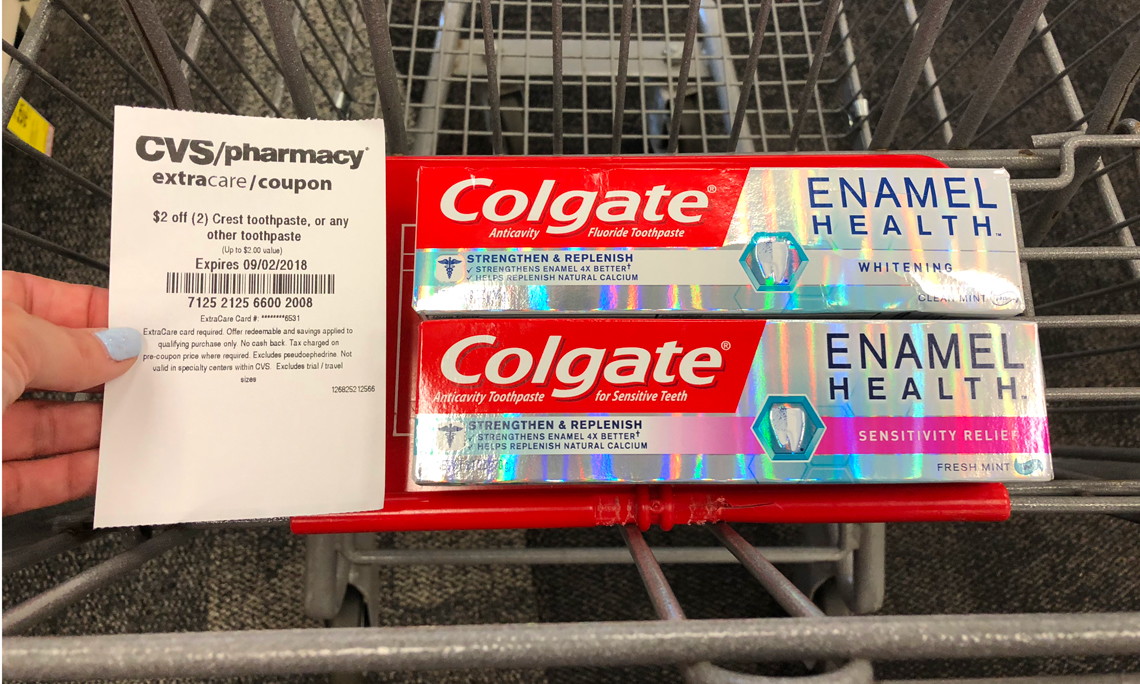 CVS/pharmacy®
extracare/coupon
$2 off (2) Crest toothpaste, or any
other toothpaste
(Up to $2.00 value)
Expires 09/02/2018
7125 2125 6600 2008
ExtraCare Card #: ********6531
ExtraCare card required. Offer redeemable and savings applied to
qualifying purchase only. No cash back. Tax charged on
pre-coupon price where required. Excludes pseudoephedrine. Not
valid in specialty centers within CVS. Excludes trial / travel
sizes
126825212566
Colgate®
Anticavity Fluoride Toothpaste
ENAMEL
HEALTH™
STRENGTHEN & REPLENISH
✓ STRENGTHENS ENAMEL 4X BETTER†
✓ HELPS REPLENISH NATURAL CALCIUM
WHITENING
CLEAN MINT
Colgate®
Anticavity Toothpaste for Sensitive Teeth
ENAMEL
HEALTH™
STRENGTHEN & REPLENISH
✓ STRENGTHENS ENAMEL 4X BETTER†
✓ HELPS REPLENISH NATURAL CALCIUM
SENSITIVITY RELIEF
FRESH MINT